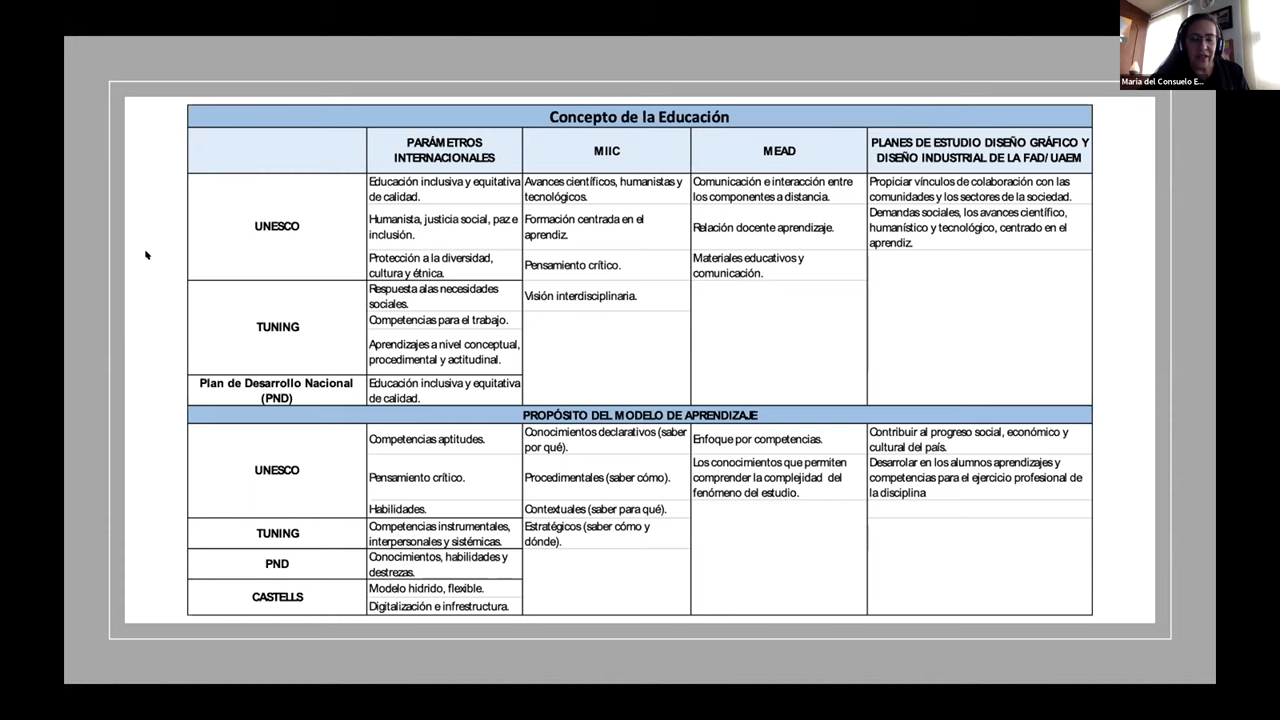 Maria del Consuelo E...
Concepto de la Educación
PARÁMETROS
INTERNACIONALES
MIIC
MEAD
PLANES DE ESTUDIO DISEÑO GRÁFICO Y
DISEÑO INDUSTRIAL DE LA FAD/ UAEM
UNESCO
Educación inclusiva y equitativa
de calidad.
Avances científicos, humanistas y
tecnológicos.
Comunicación e interacción entre
los componentes a distancia.
Propiciar vínculos de colaboración con las
comunidades y los sectores de la sociedad.
Humanista, justicia social, paz e
inclusión.
Formación centrada en el
aprendiz.
Relación docente aprendizaje.
Demandas sociales, los avances científico,
humanístico y tecnológico, centrado en el
aprendiz.
Protección a la diversidad,
cultura y étnica.
Pensamiento crítico.
Materiales educativos y
comunicación.
TUNING
Respuesta alas necesidades
sociales.
Visión interdisciplinaria.
Competencias para el trabajo.
Aprendizajes a nivel conceptual,
procedimental y actitudinal.
Plan de Desarrollo Nacional
(PND)
Educación inclusiva y equitativa
de calidad.
PROPÓSITO DEL MODELO DE APRENDIZAJE
UNESCO
Competencias aptitudes.
Conocimientos declarativos (saber
por qué).
Enfoque por competencias.
Contribuir al progreso social, económico y
cultural del país.
Pensamiento crítico.
Procedimentales (saber cómo).
Los conocimientos que permiten
comprender la complejidad del
fenómeno del estudio.
Desarrolar en los alumnos aprendizajes y
competencias para el ejercicio profesional de
la disciplina
Habilidades.
Contextuales (saber para qué).
TUNING
Competencias instrumentales,
interpersonales y sistémicas.
Estratégicos (saber cómo y
dónde).
PND
Conocimientos, habilidades y
destrezas.
CASTELLS
Modelo hidrido, flexible.
Digitalización e infrestructura.